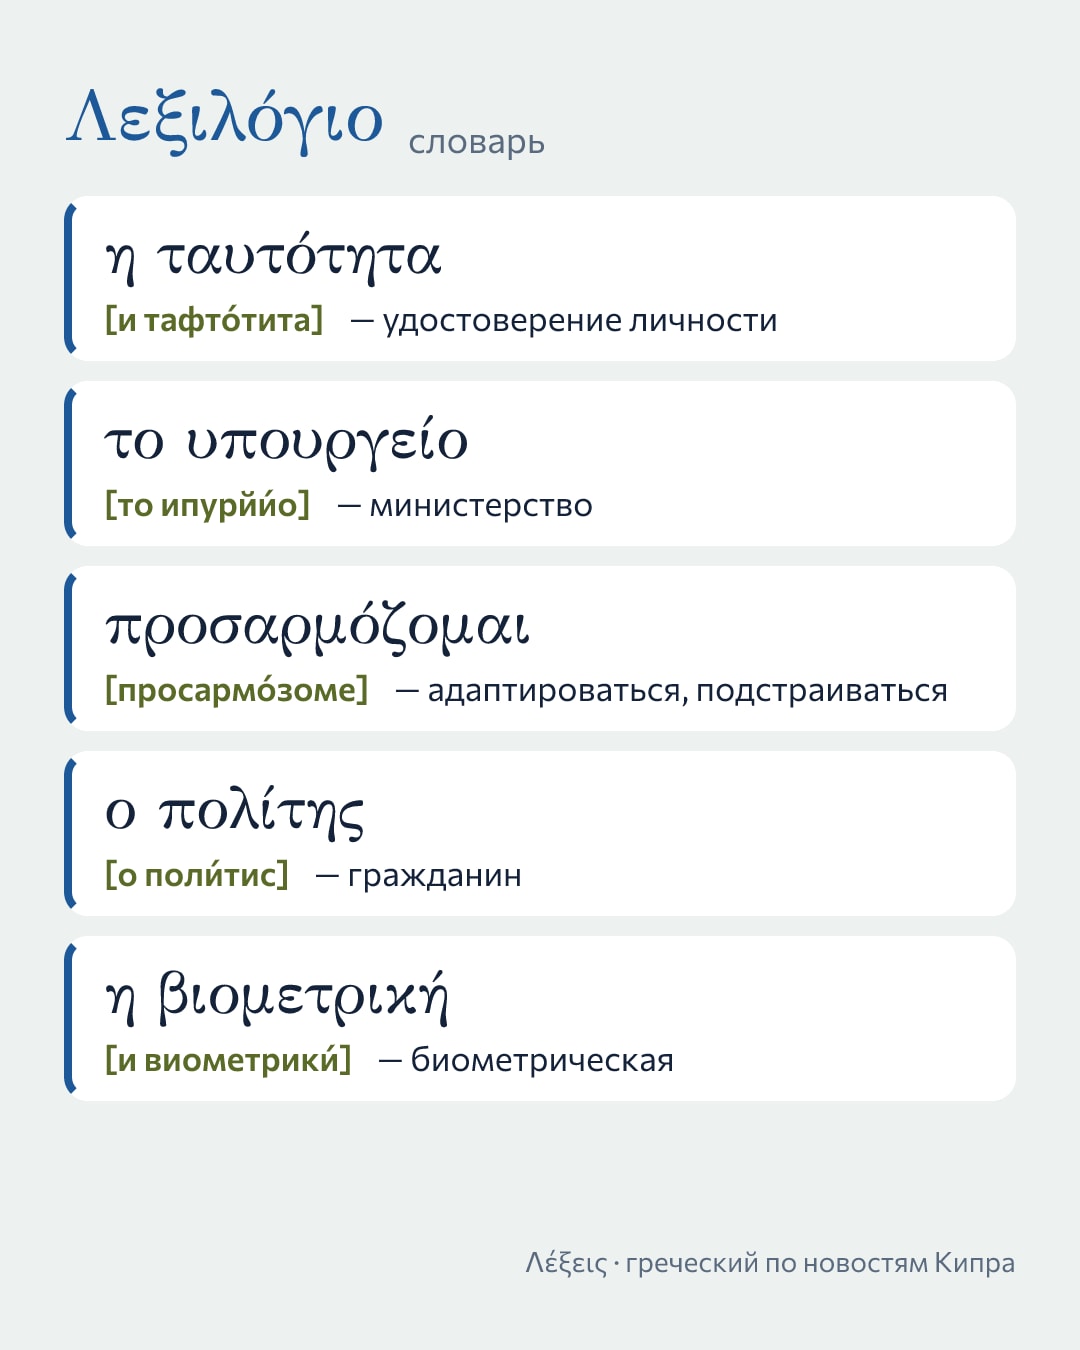 Λεξιλόγιο словарь
η ταυτότητα
[и тафто́тита] — удостоверение личности
το υπουργείο
[то ипурйи́о] — министерство
προσαρμόζομαι
[просармо́зоме] — адаптироваться, подстраиваться
ο πολίτης
[о поли́тис] — гражданин
η βιομετρική
[и виометрики́] — биометрическая
Λέξεις · греческий по новостям Кипра